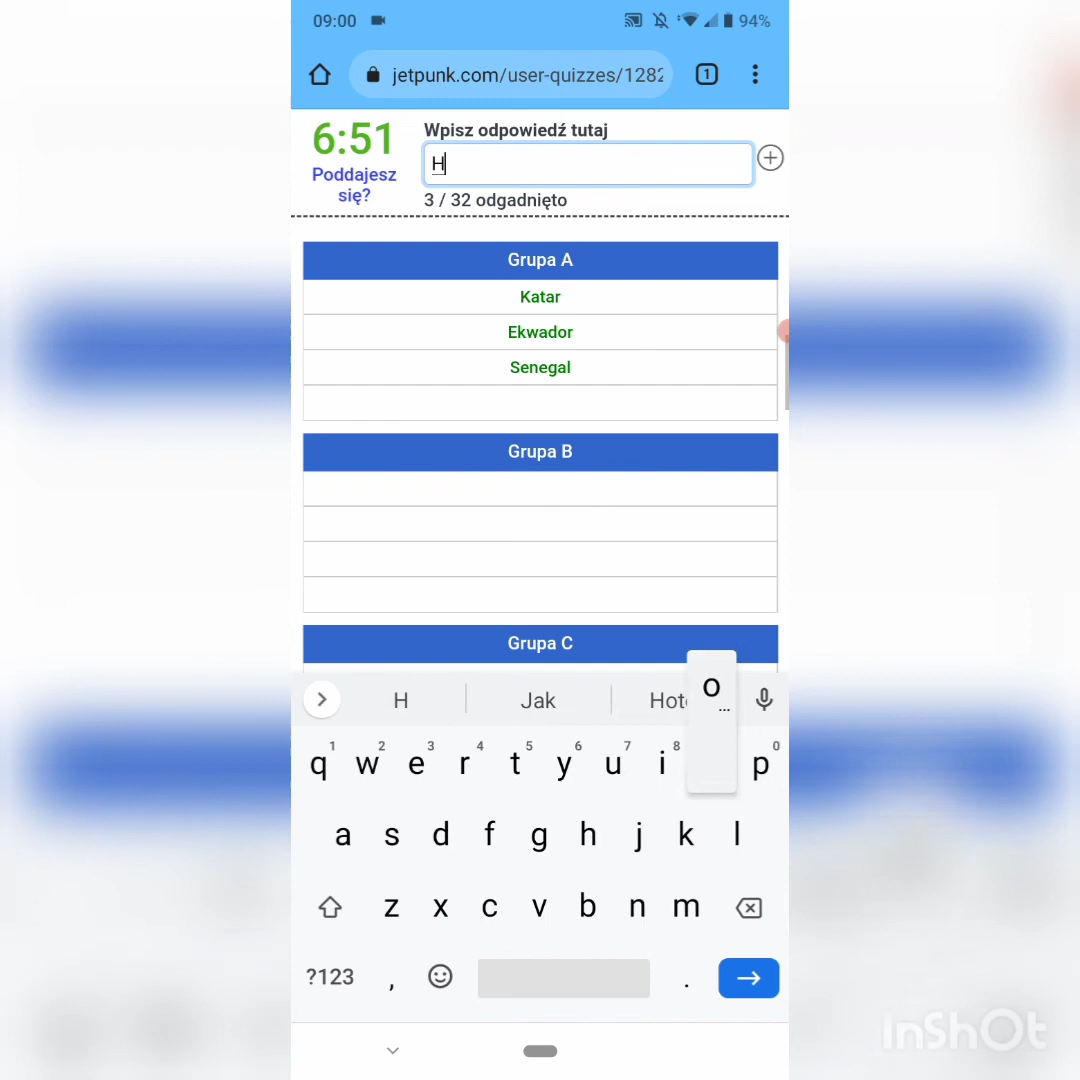 09:00
94%
jetpunk.com/user-quizzes/1282
1
6:51
Wpisz odpowiedź tutaj
H
Poddajesz
się?
3 / 32 odgadnięto
Grupa A
Katar
Ekwador
Senegal
Grupa B
Grupa C
H Jak
o
...
1 2 3 4 5 6 7 8 0
q w e r t y u i p
a s d f g h j k l
z x c v b n m
?123 , .
InShOt